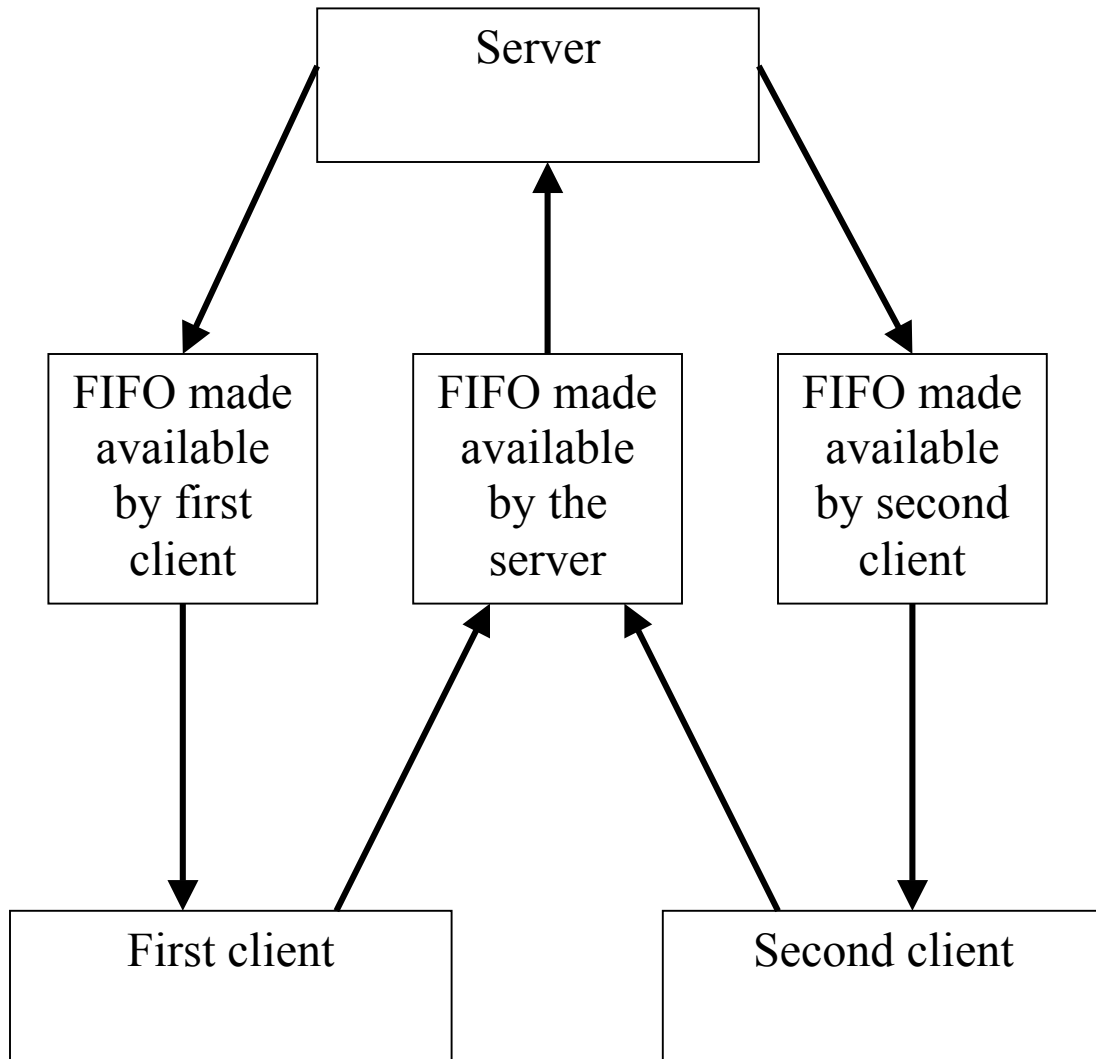 Server
FIFO made
available
by first
client
FIFO made
available
by the
server
FIFO made
available
by second
client
First client
Second client